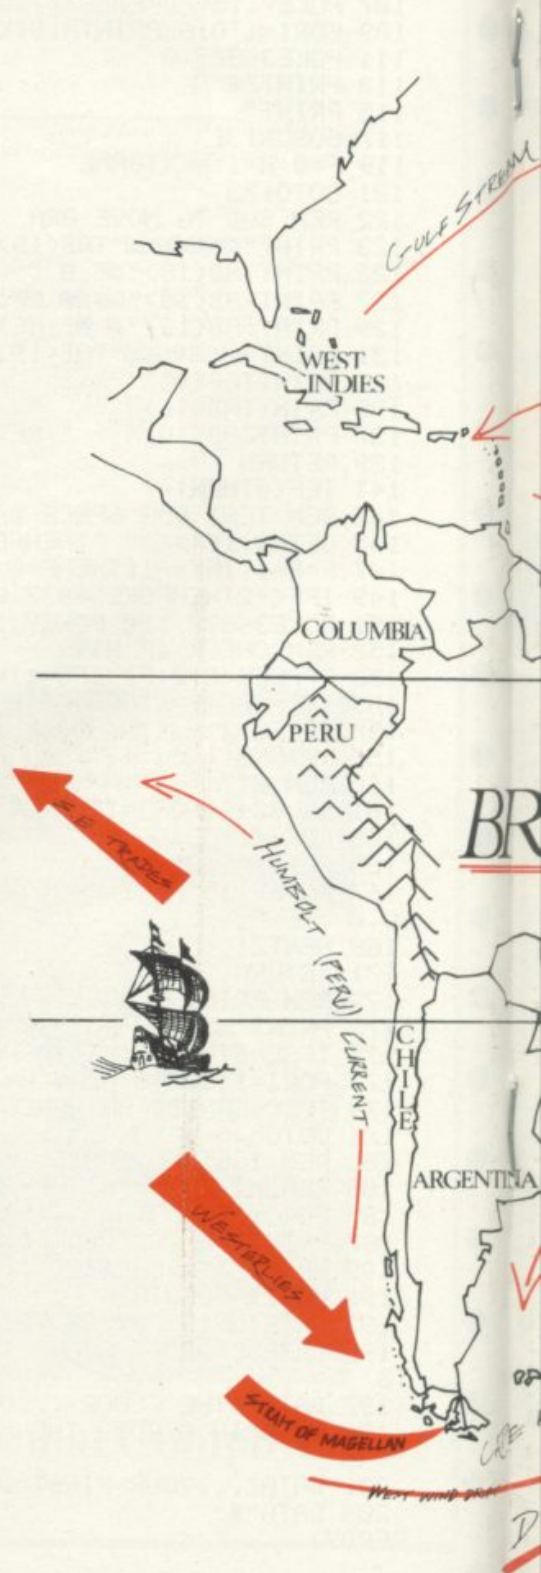 GULF STREAM
WEST
INDIES
COLUMBIA
PERU
BR
S.E. TRADES
HUMBOLT (PERU) CURRENT
CHILE
ARGENTINA
WESTERLIES
STRAIT OF MAGELLAN
CAPE
WEST WIND
D